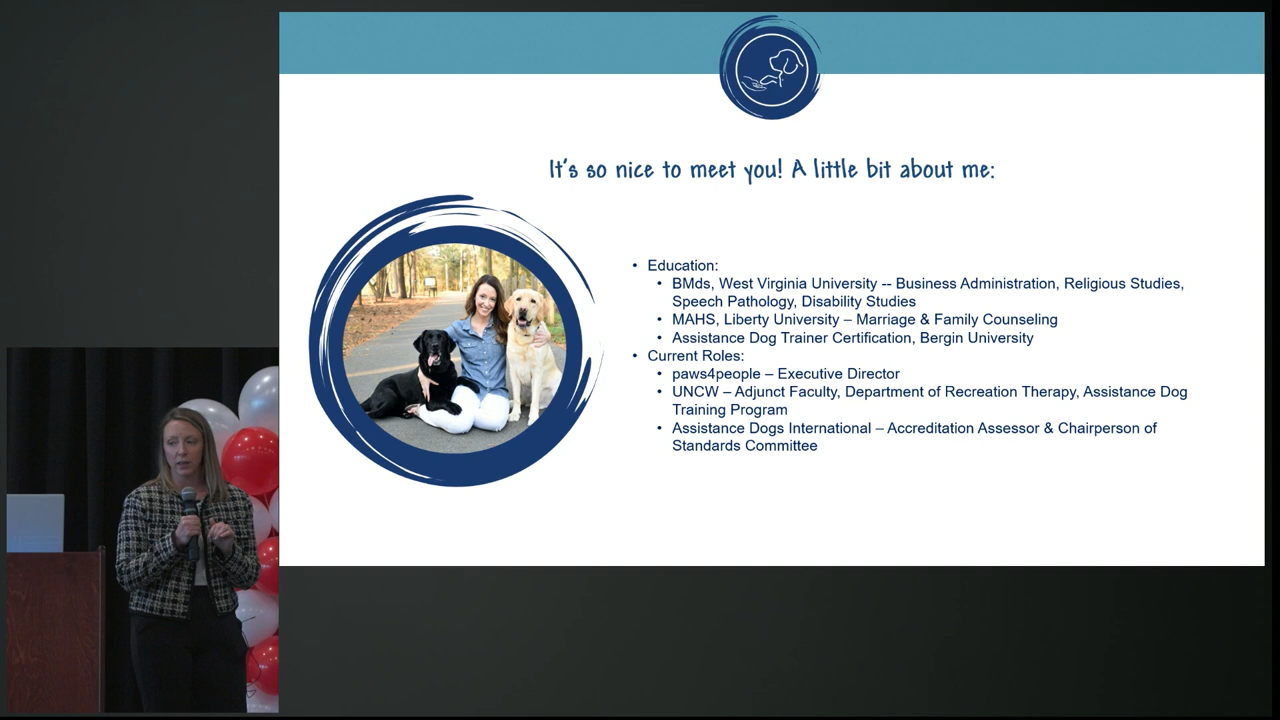 It's so nice to meet you! A little bit about me:
• Education:
• BMds, West Virginia University -- Business Administration, Religious Studies,
Speech Pathology, Disability Studies
• MAHS, Liberty University – Marriage & Family Counseling
• Assistance Dog Trainer Certification, Bergin University
• Current Roles:
• paws4people – Executive Director
• UNCW – Adjunct Faculty, Department of Recreation Therapy, Assistance Dog
Training Program
• Assistance Dogs International – Accreditation Assessor & Chairperson of
Standards Committee